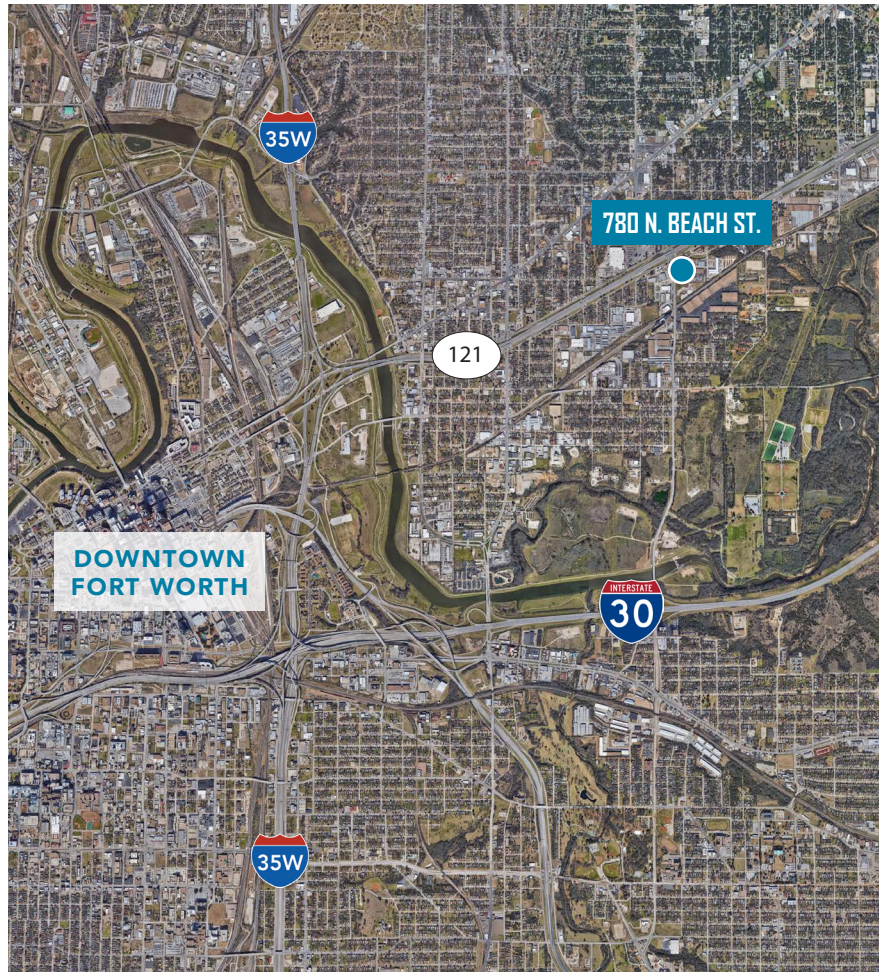 35W
780 N. BEACH ST.
121
DOWNTOWN
FORT WORTH
INTERSTATE
30
35W